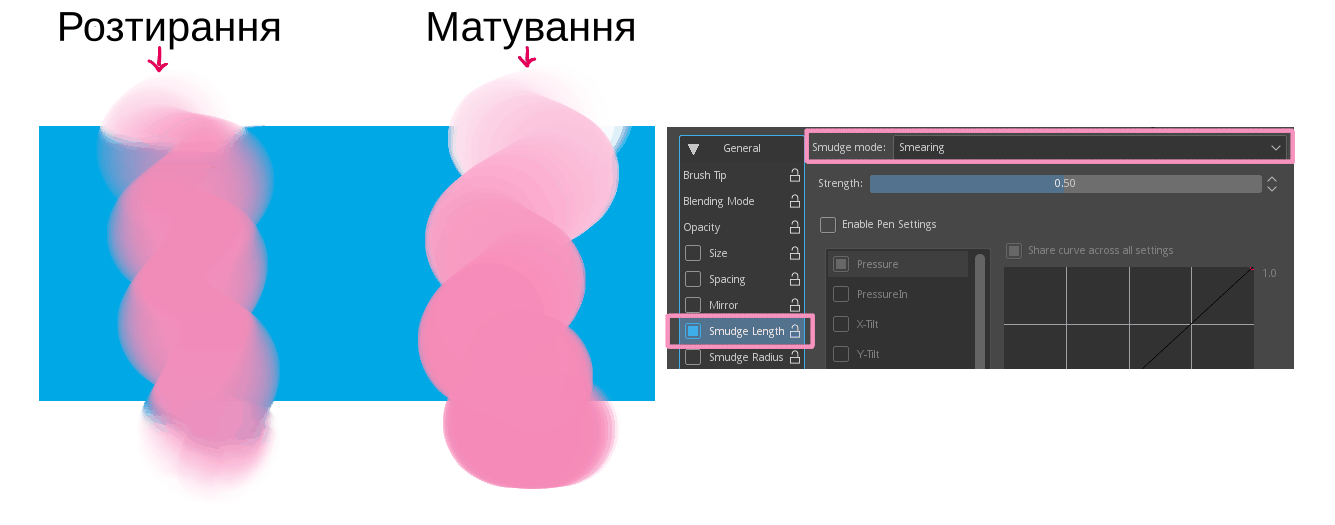 Розтирання
Матування
General
Brush Tip
Blending Mode
Opacity
Size
Spacing
Mirror
Smudge Length
Smudge Radius
Smudge mode: Smearing
Strength: 0.50
Enable Pen Settings
Pressure
PressureIn
X-Tilt
Y-Tilt
Share curve across all settings
1.0